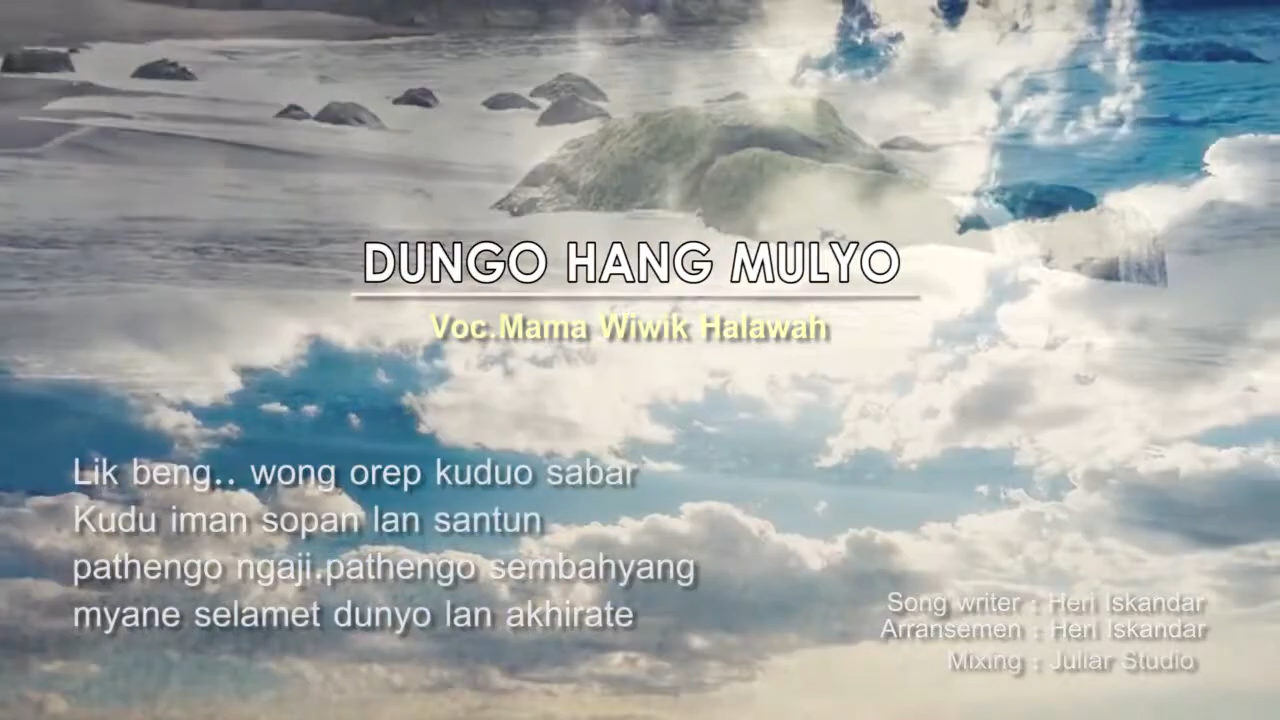 DUNGO HANG MULYO
Voc.Mama Wiwik Halawah
Lik beng.. wong orep kuduo sabar
Kudu iman sopan lan santun
pathengo ngaji.pathengo sembahyang
myane selamet dunyo lan akhirate
Song writer : Heri Iskandar
Arransemen : Heri Iskandar
Mixing : Juliar Studio